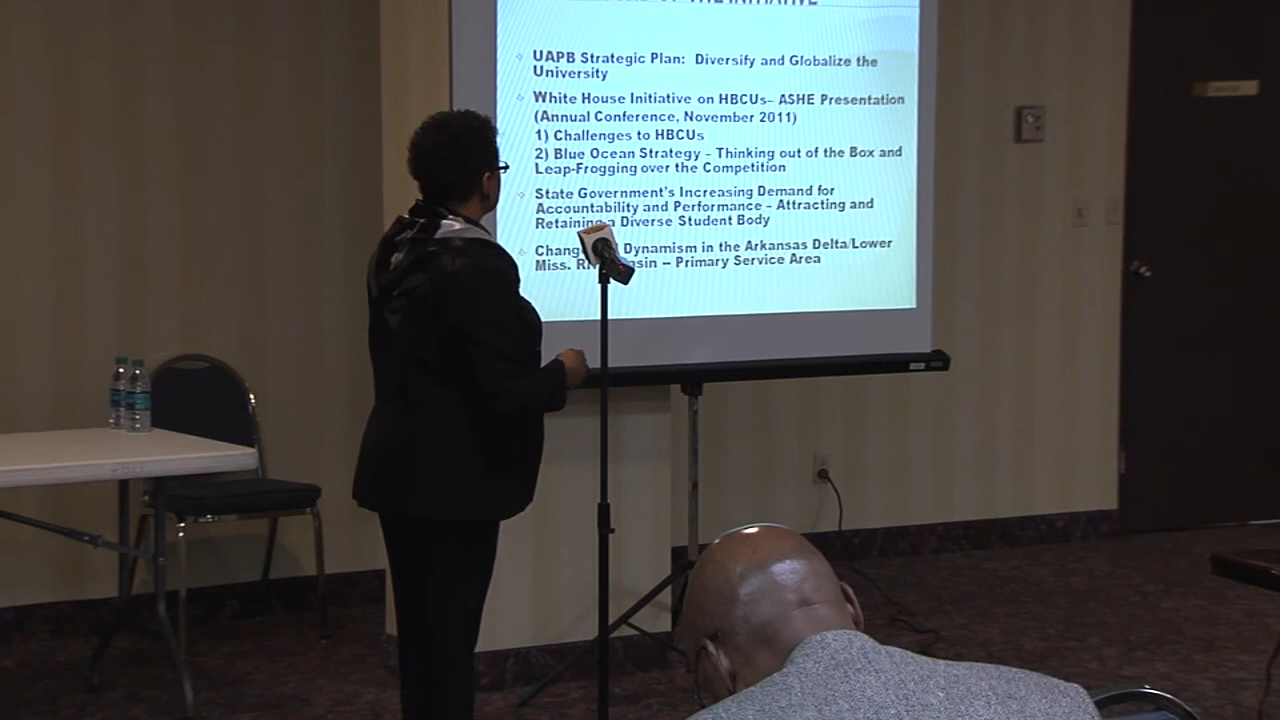 UAPB Strategic Plan: Diversify and Globalize the
University
White House Initiative on HBCUs– ASHE Presentation
(Annual Conference, November 2011)
1) Challenges to HBCUs
2) Blue Ocean Strategy – Thinking out of the Box and
Leap-Frogging over the Competition
State Government's Increasing Demand for
Accountability and Performance – Attracting and
Retaining a Diverse Student Body
Dynamism in the Arkansas Delta/Lower
Miss. – Primary Service Area